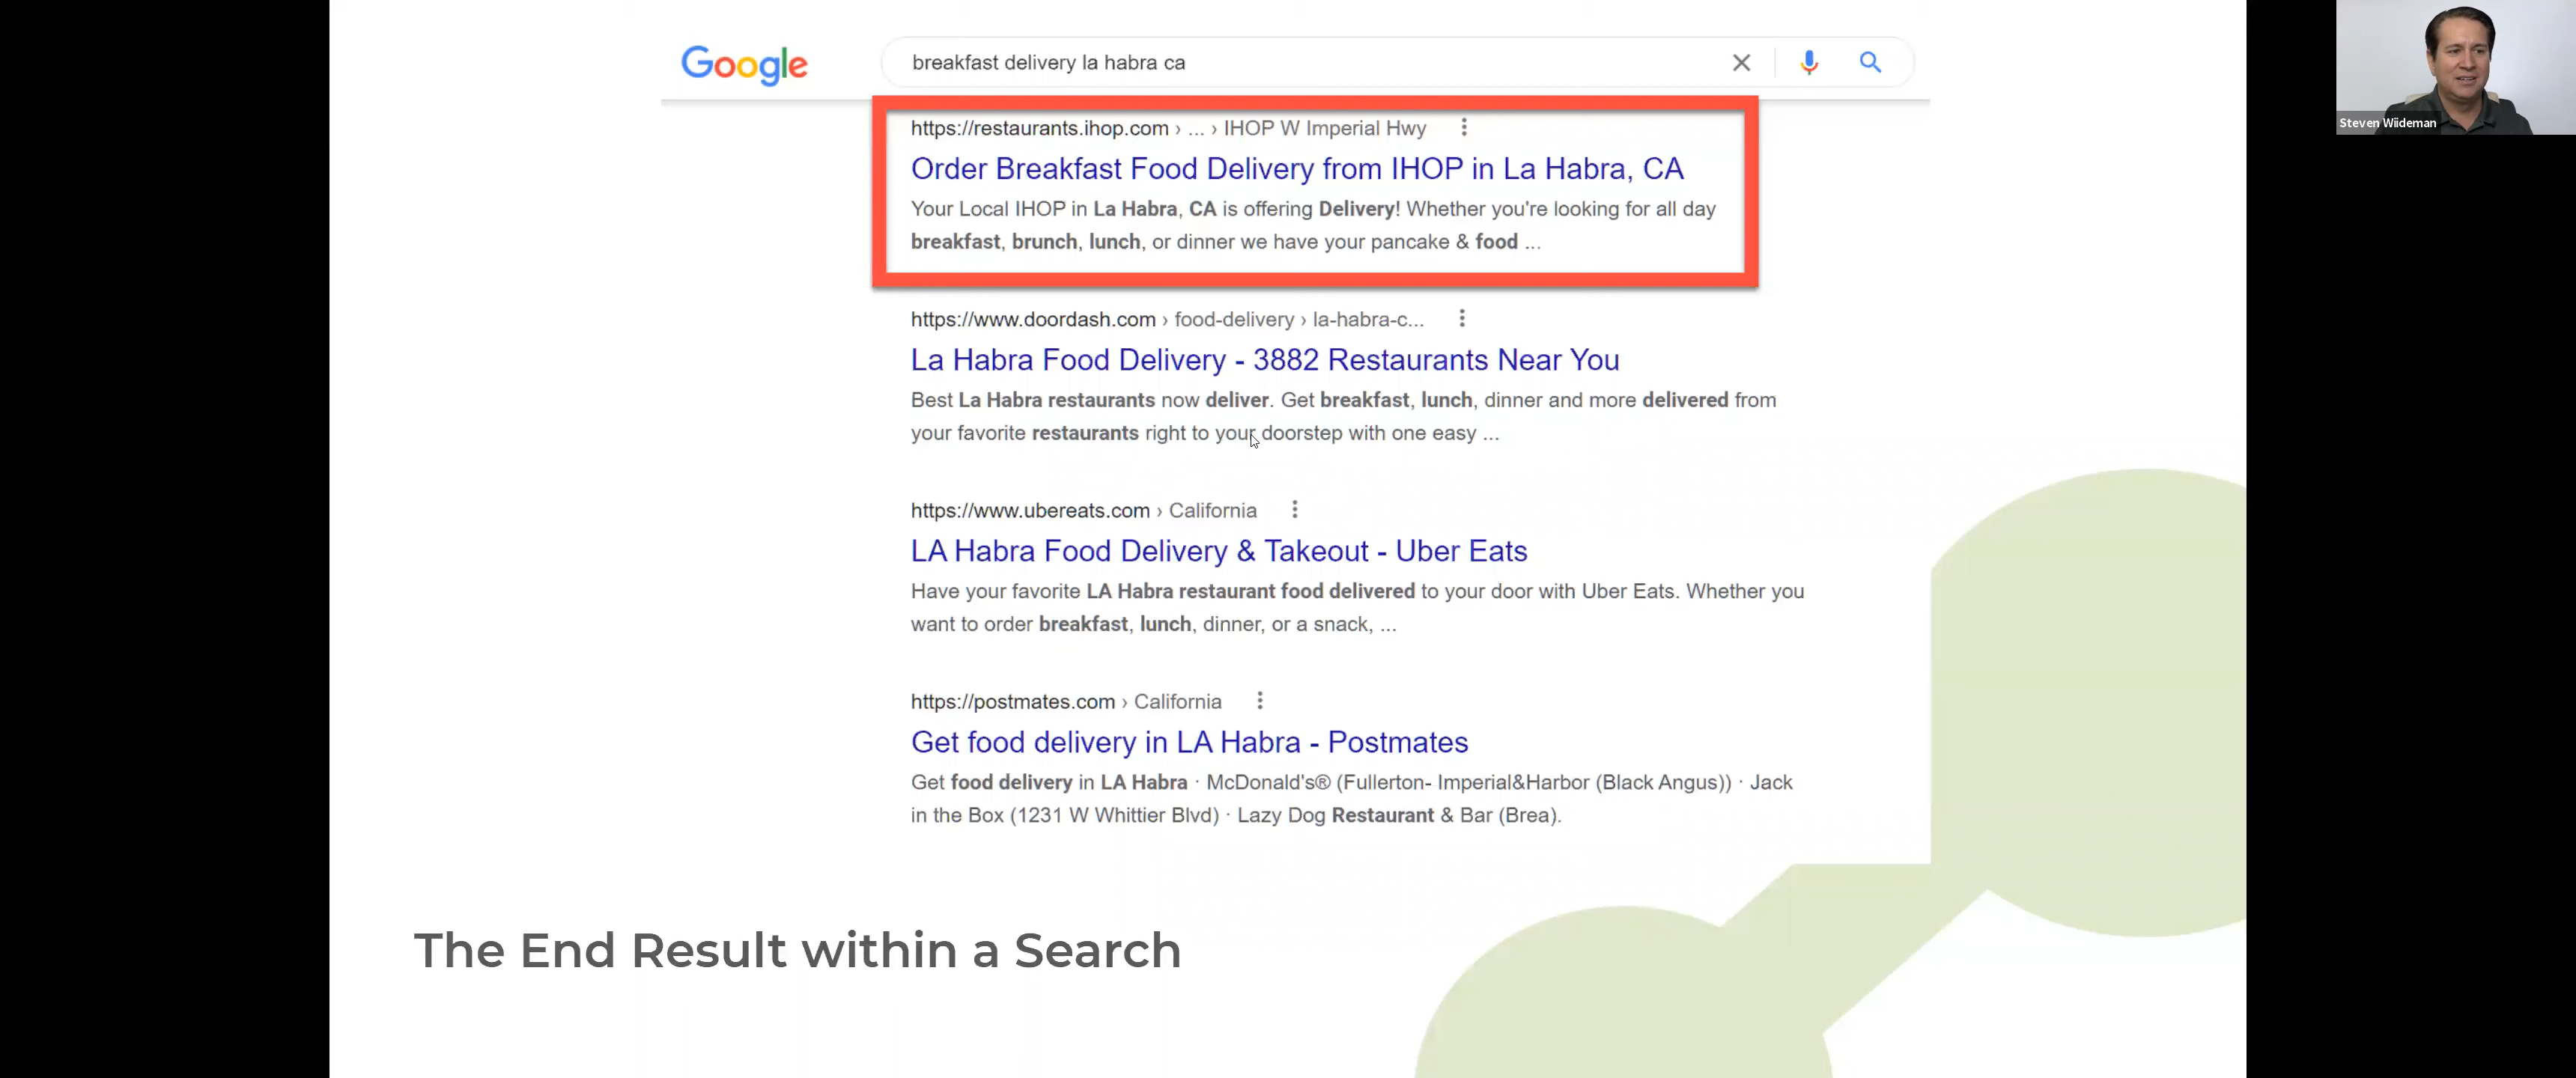 Google
breakfast delivery la habra ca
https://restaurants.ihop.com › ... › IHOP W Imperial Hwy
Order Breakfast Food Delivery from IHOP in La Habra, CA
Your Local IHOP in La Habra, CA is offering Delivery! Whether you're looking for all day
breakfast, brunch, lunch, or dinner we have your pancake & food ...
https://www.doordash.com › food-delivery › la-habra-c...
La Habra Food Delivery - 3882 Restaurants Near You
Best La Habra restaurants now deliver. Get breakfast, lunch, dinner and more delivered from
your favorite restaurants right to your doorstep with one easy ...
https://www.ubereats.com › California
LA Habra Food Delivery & Takeout - Uber Eats
Have your favorite LA Habra restaurant food delivered to your door with Uber Eats. Whether you
want to order breakfast, lunch, dinner, or a snack, ...
https://postmates.com › California
Get food delivery in LA Habra - Postmates
Get food delivery in LA Habra · McDonald's® (Fullerton- Imperial&Harbor (Black Angus)) · Jack
in the Box (1231 W Whittier Blvd) · Lazy Dog Restaurant & Bar (Brea).
The End Result within a Search
Steven Wiideman